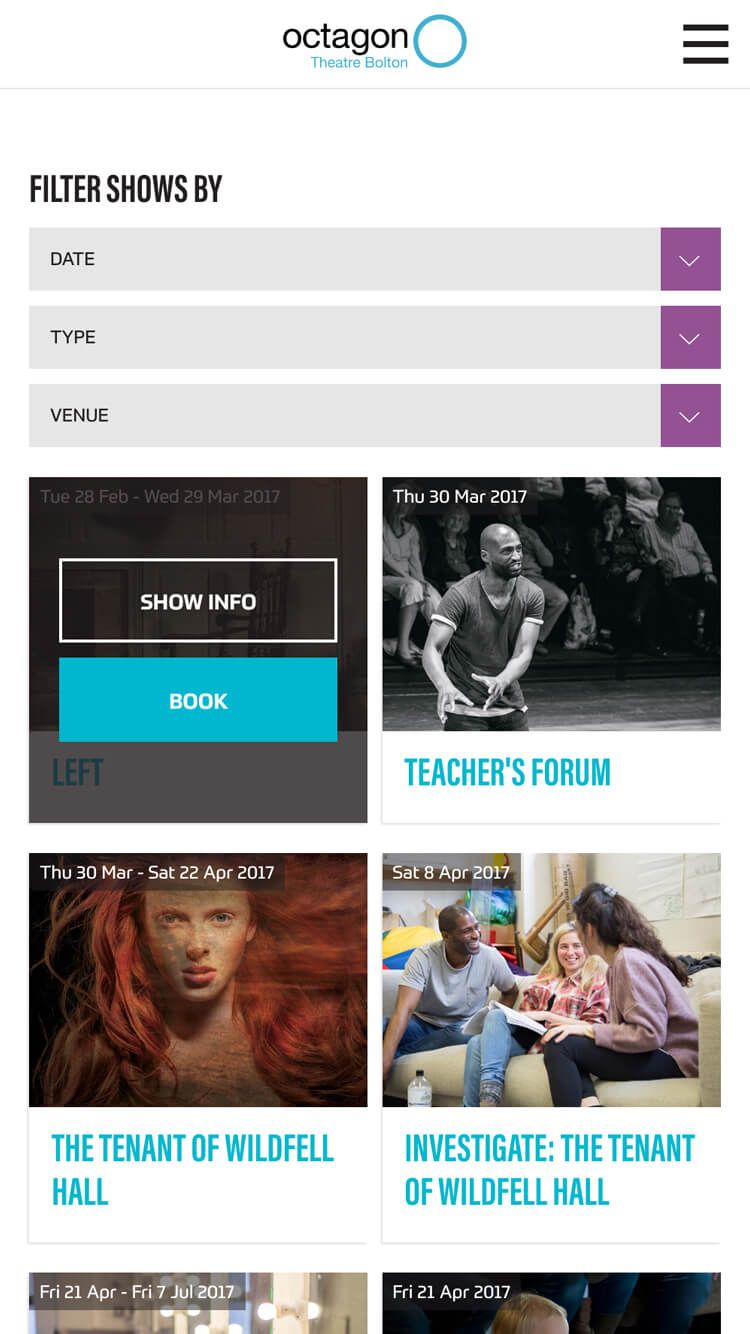 octagon
Theatre Bolton
FILTER SHOWS BY
DATE
TYPE
VENUE
Tue 28 Feb - Wed 29 Mar 2017
SHOW INFO
BOOK
LEFT
Thu 30 Mar 2017
TEACHER'S FORUM
Thu 30 Mar - Sat 22 Apr 2017
THE TENANT OF WILDFELL
HALL
Sat 8 Apr 2017
INVESTIGATE: THE TENANT
OF WILDFELL HALL
Fri 21 Apr - Fri 7 Jul 2017
Fri 21 Apr 2017